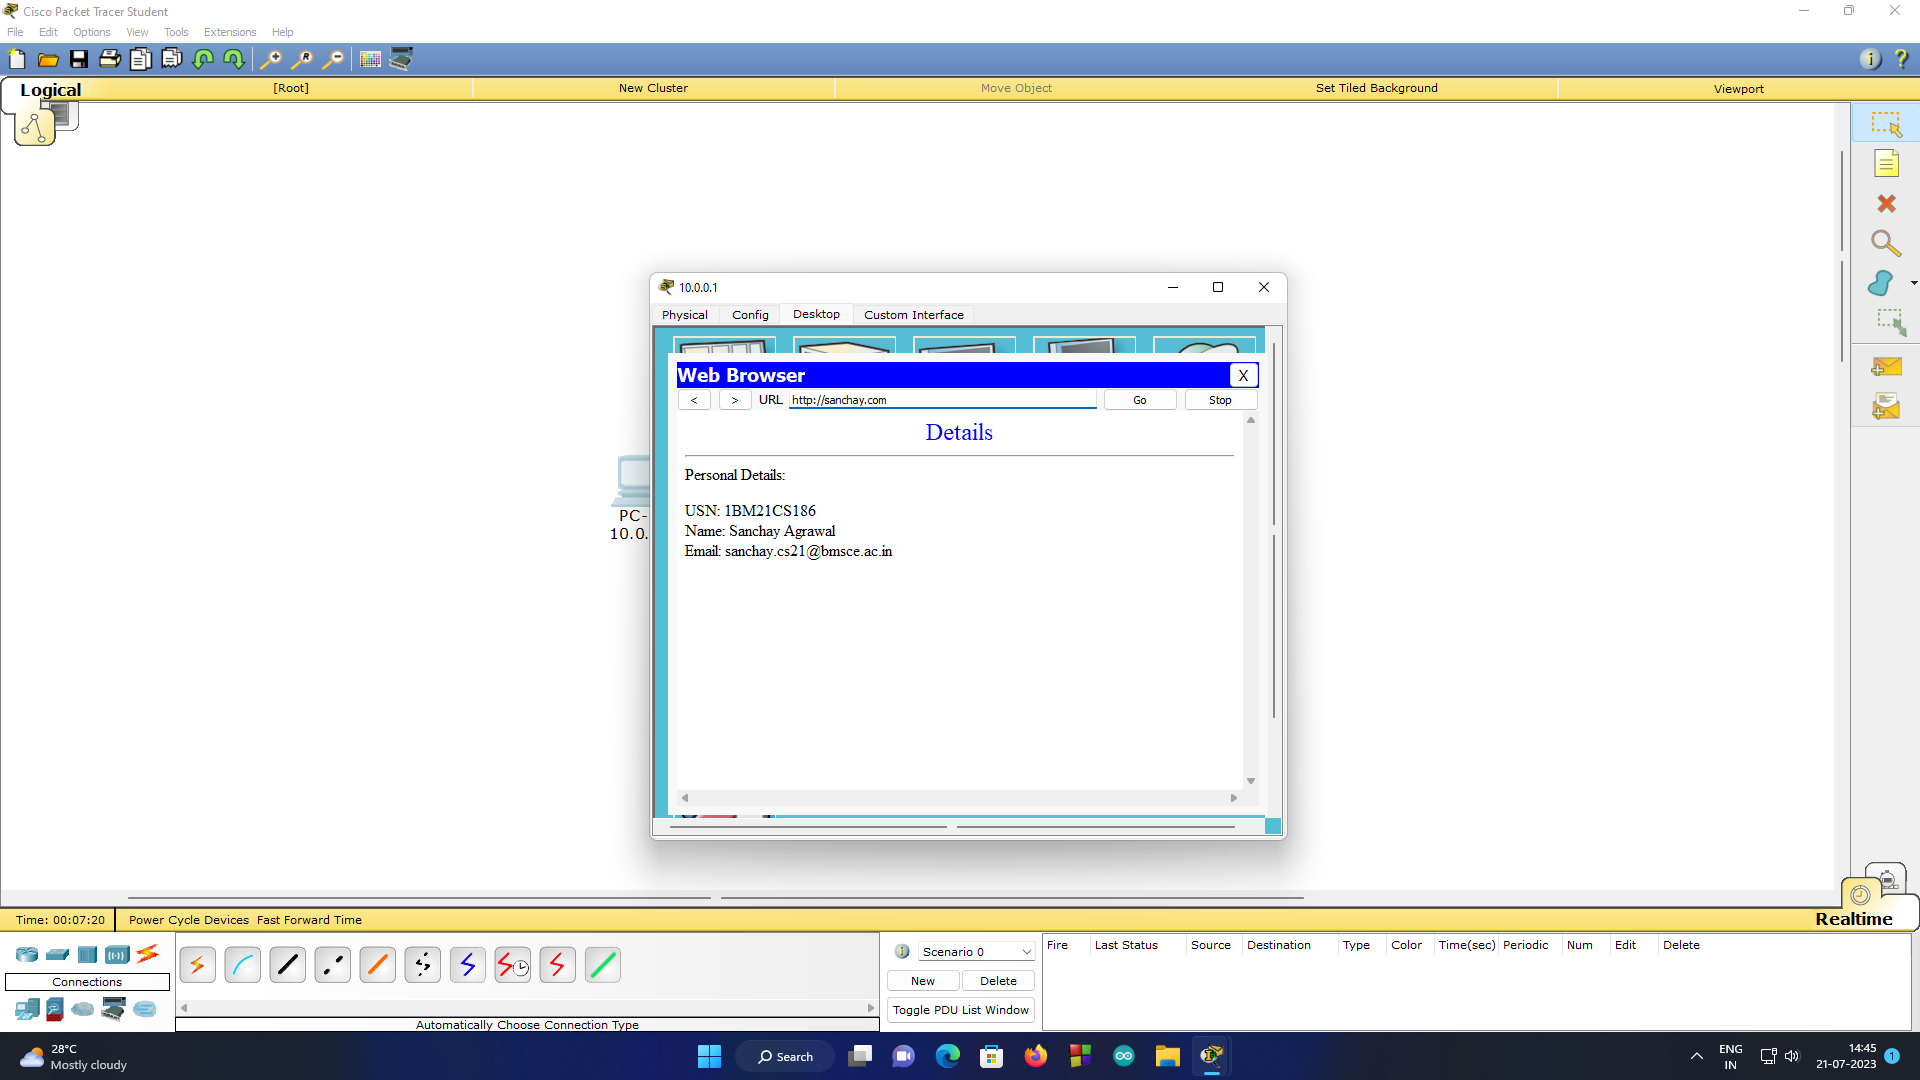 Cisco Packet Tracer Student
File Edit Options View Tools Extensions Help
Logical [Root] New Cluster Move Object Set Tiled Background Viewport
10.0.0.1
Physical Config Desktop Custom Interface
Web Browser X
< > URL http://sanchay.com Go Stop
Details
Personal Details:
USN: 1BM21CS186
Name: Sanchay Agrawal
Email: sanchay.cs21@bmsce.ac.in
PC-
10.0.
Time: 00:07:20 Power Cycle Devices Fast Forward Time Realtime
Connections
Automatically Choose Connection Type
Scenario 0
New Delete
Toggle PDU List Window
Fire Last Status Source Destination Type Color Time(sec) Periodic Num Edit Delete
28°C
Mostly cloudy
Search
ENG
IN
14:45
21-07-2023
1